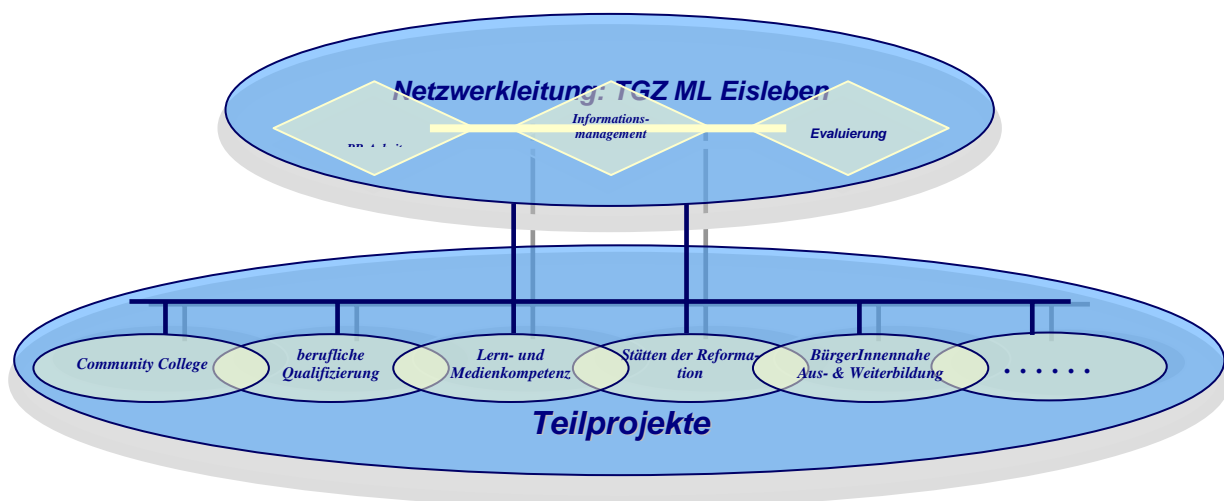 Netzwerkleitung: TGZ ML Eisleben
Informations-
management
Evaluierung
Community College
berufliche
Qualifizierung
Lern- und
Medienkompetenz
Stätten der Reforma-
tion
BürgerInnennahe
Aus- & Weiterbildung
. . . . . .
Teilprojekte